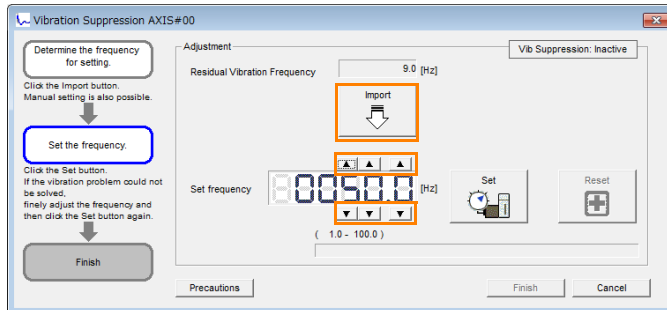 Vibration Suppression AXIS#00
Determine the frequency
for setting.
Click the Import button.
Manual setting is also possible.
Set the frequency.
Click the Set button.
If the vibration problem could not
be solved,
finely adjust the frequency and
then click the Set button again.
Finish
Adjustment
Vib Suppression: Inactive
Residual Vibration Frequency 9.0 [Hz]
Import
Set frequency 0050.0 [Hz]
Set
Reset
( 1.0 - 100.0 )
Precautions
Finish
Cancel